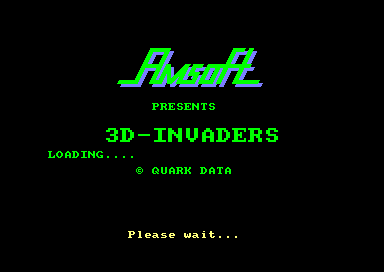 AMSOFT
PRESENTS
3D-INVADERS
LOADING....
© QUARK DATA
Please wait...